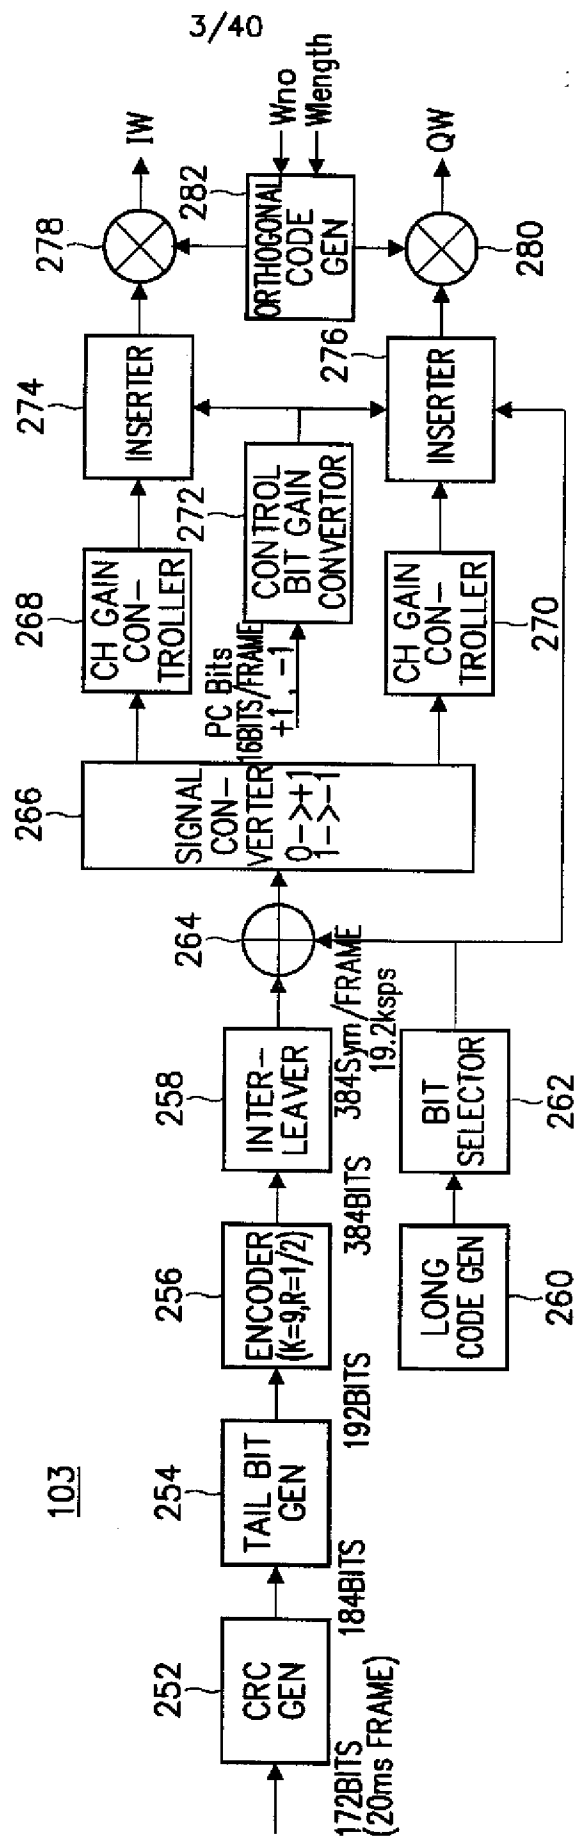 3/40
103
172BITS
(20ms FRAME)
252
CRC
GEN
184BITS
254
TAIL BIT
GEN
192BITS
256
ENCODER
(K=9,R=1/2)
384BITS
258
INTER-
LEAVER
384Sym/FRAME
19.2ksps
260
LONG
CODE GEN
262
BIT
SELECTOR
264
266
SIGNAL
CON-
VERTER
0->+1
1->-1
PC Bits
16BITS/FRAME
+1, -1
268
CH GAIN
CON-
TROLLER
270
CH GAIN
CON-
TROLLER
272
CONTROL
BIT GAIN
CONVERTOR
274
INSERTER
276
INSERTER
278
IW
280
QW
282
ORTHOGONAL
CODE
GEN
Wno
Wlength